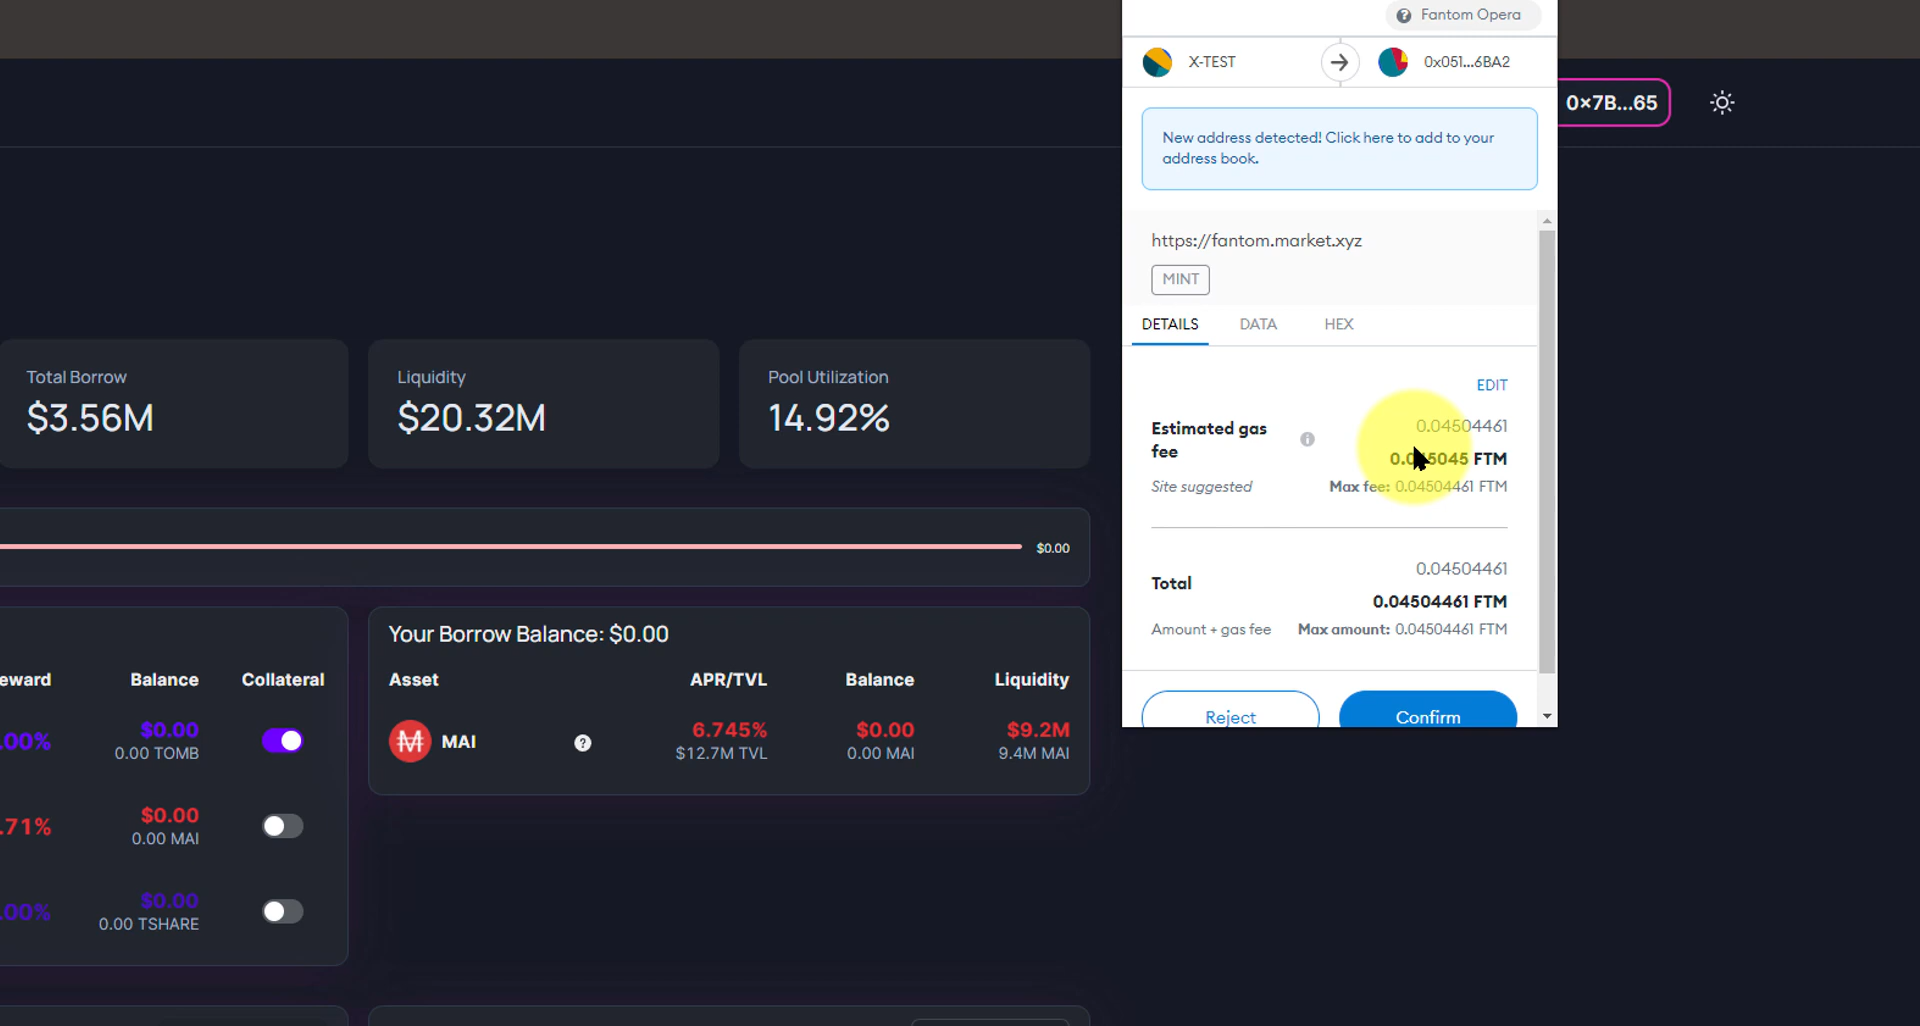 Fantom Opera
X-TEST
0x051...6BA2
0×7B...65
New address detected! Click here to add to your
address book.
https://fantom.market.xyz
MINT
DETAILS DATA HEX
EDIT
Estimated gas
fee
0.04504461
0.045045 FTM
Site suggested
Max fee: 0.04504461 FTM
Total
0.04504461
0.04504461 FTM
Amount + gas fee
Max amount: 0.04504461 FTM
Reject
Confirm
Total Borrow
$3.56M
Liquidity
$20.32M
Pool Utilization
14.92%
$0.00
eward Balance Collateral
.00% $0.00
0.00 TOMB
.71% $0.00
0.00 MAI
.00% $0.00
0.00 TSHARE
Your Borrow Balance: $0.00
Asset APR/TVL Balance Liquidity
MAI 6.745% $0.00 $9.2M
$12.7M TVL 0.00 MAI 9.4M MAI